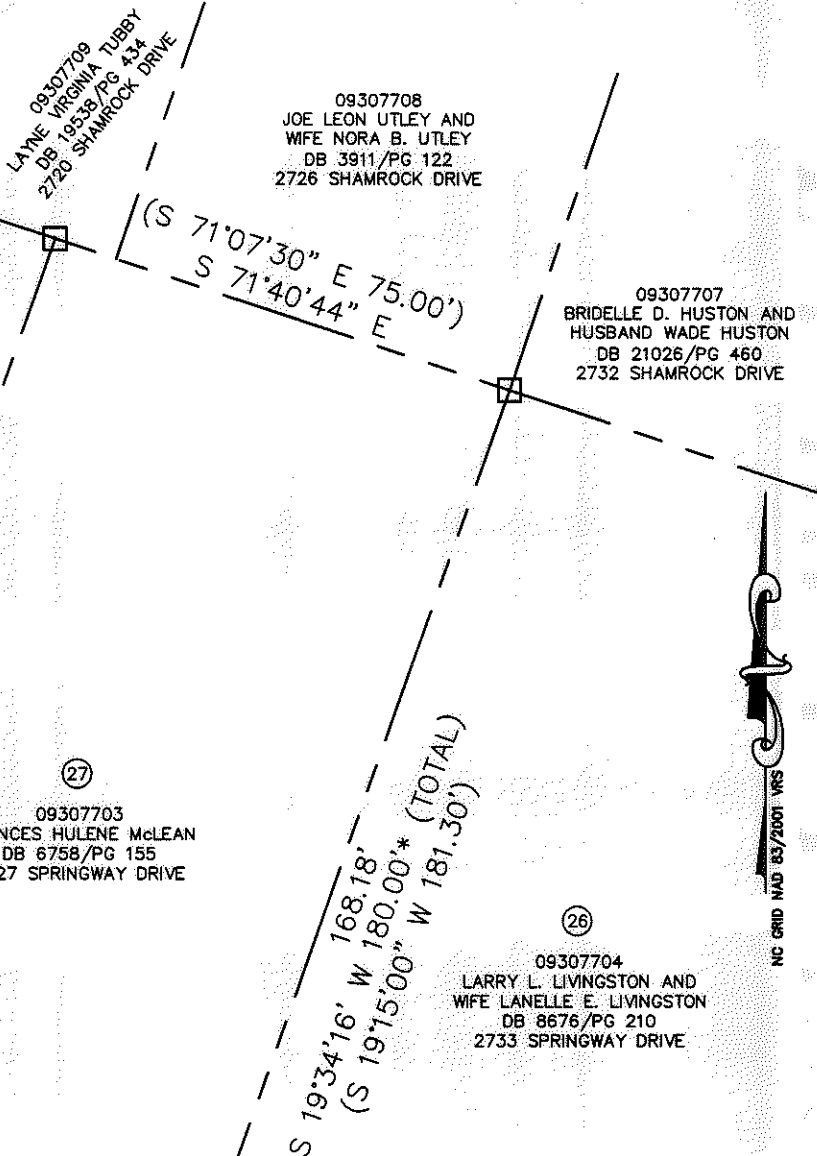 09307709
LAYNE VIRGINIA TUBBY
DB 19538/PG 434
2720 SHAMROCK DRIVE
09307708
JOE LEON UTLEY AND
WIFE NORA B. UTLEY
DB 3911/PG 122
2726 SHAMROCK DRIVE
(S 71°07'30" E 75.00')
S 71°40'44" E
09307707
BRIDELLE D. HUSTON AND
HUSBAND WADE HUSTON
DB 21026/PG 460
2732 SHAMROCK DRIVE
27
09307703
NCES HULENE McLEAN
DB 6758/PG 155
27 SPRINGWAY DRIVE
168.18'
S 19°34'16' W 180.00'* (TOTAL)
(S 19°15'00" W 181.30')
26
09307704
LARRY L. LIVINGSTON AND
WIFE LANELLE E. LIVINGSTON
DB 8676/PG 210
2733 SPRINGWAY DRIVE
NC GRID NAD 83/2001 VRS